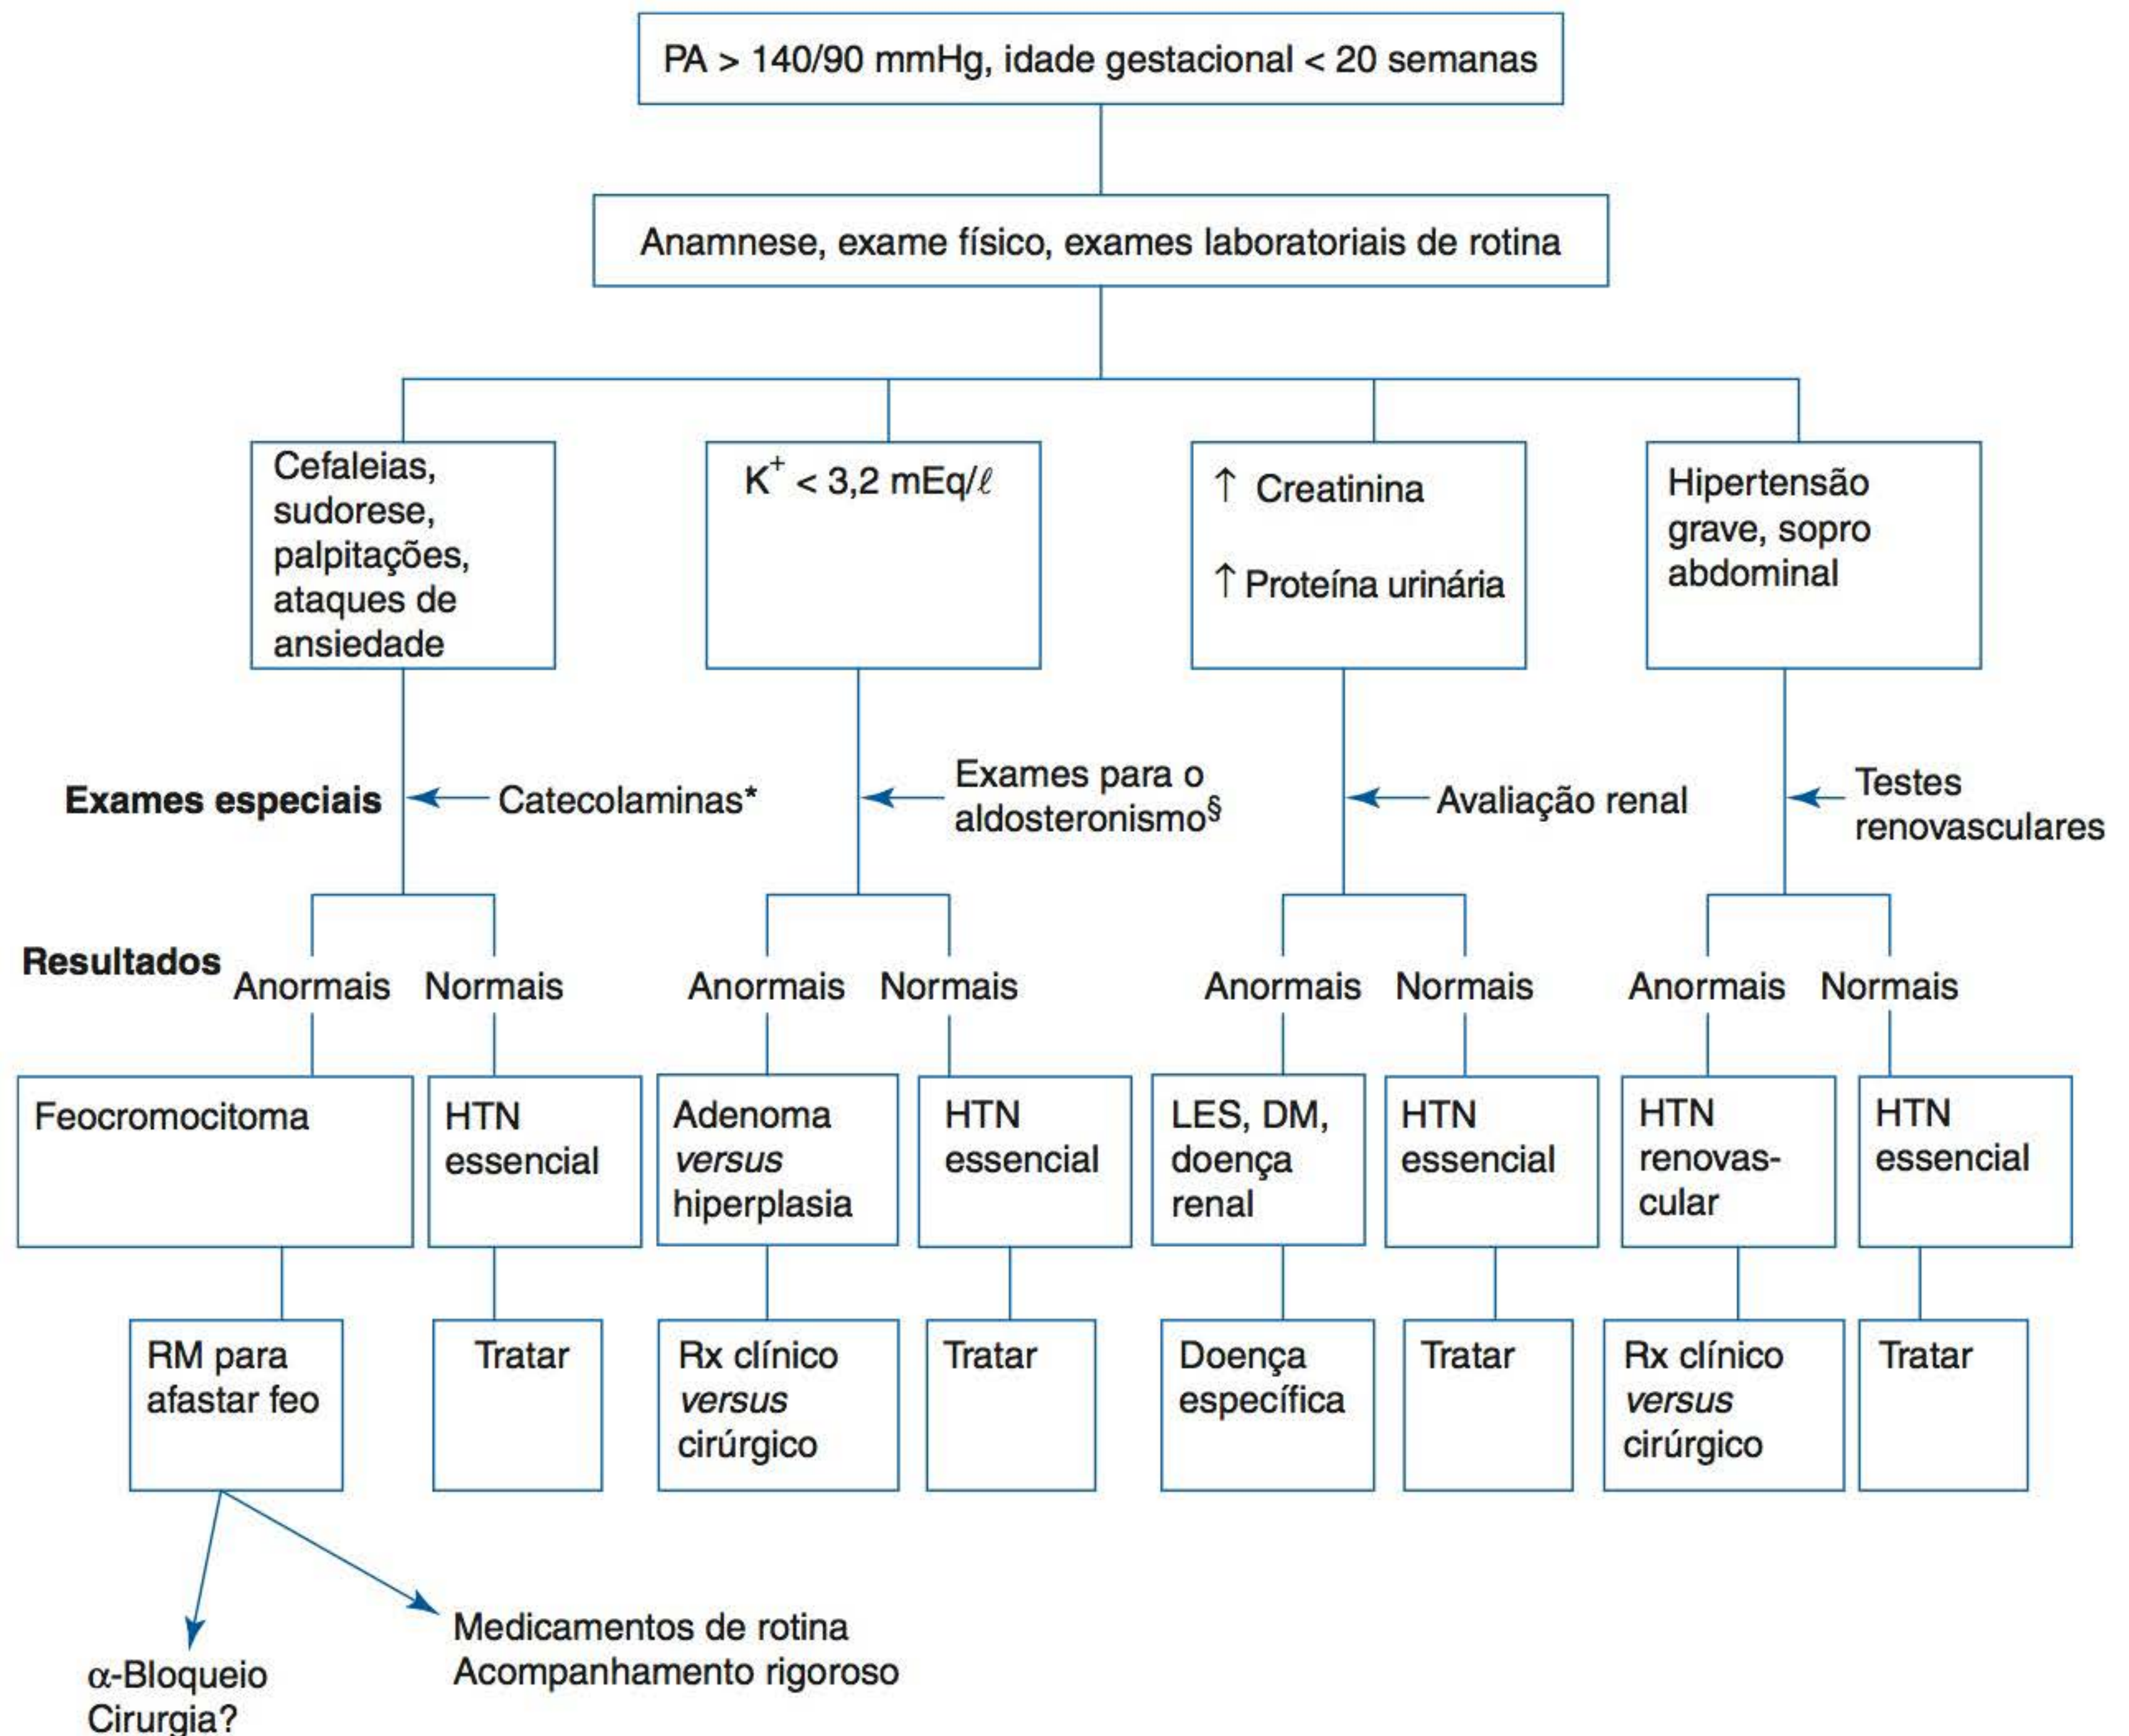 PA > 140/90 mmHg, idade gestacional < 20 semanas
Anamnese, exame físico, exames laboratoriais de rotina
Cefaleias,
sudorese,
palpitações,
ataques de
ansiedade
K⁺ < 3,2 mEq/ℓ
↑ Creatinina
↑ Proteína urinária
Hipertensão
grave, sopro
abdominal
Exames especiais
Catecolaminas*
Exames para o
aldosteronismo§
Avaliação renal
Testes
renovasculares
Resultados
Anormais
Normais
Anormais
Normais
Anormais
Normais
Anormais
Normais
Feocromocitoma
HTN
essencial
Adenoma
versus
hiperplasia
HTN
essencial
LES, DM,
doença
renal
HTN
essencial
HTN
renovas-
cular
HTN
essencial
RM para
afastar feo
Tratar
Rx clínico
versus
cirúrgico
Tratar
Doença
específica
Tratar
Rx clínico
versus
cirúrgico
Tratar
α-Bloqueio
Cirurgia?
Medicamentos de rotina
Acompanhamento rigoroso